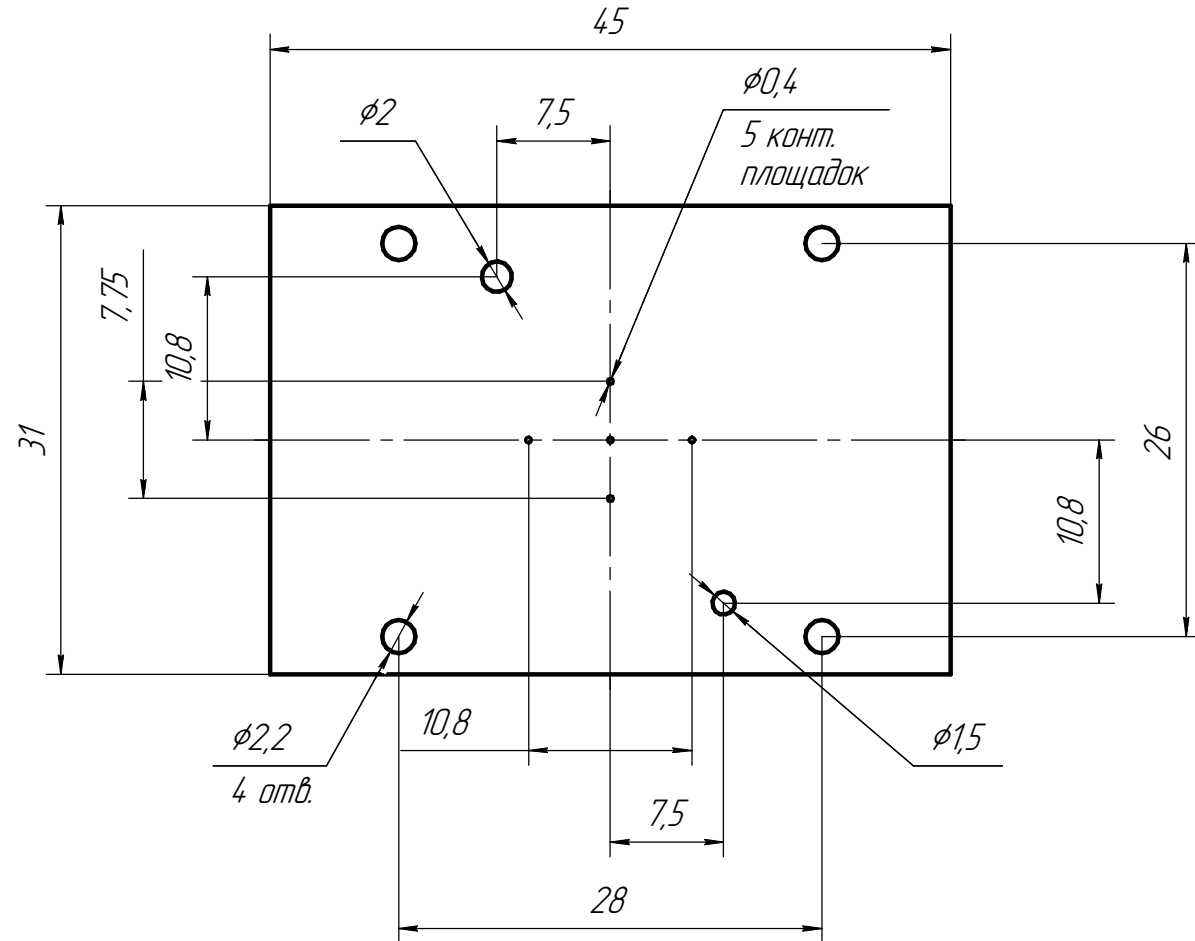 45
ϕ0,4
ϕ2
7,5
5 конт.
площадок
7,75
10,8
31
26
10,8
ϕ2,2
4 отв.
10,8
ϕ1,5
7,5
28